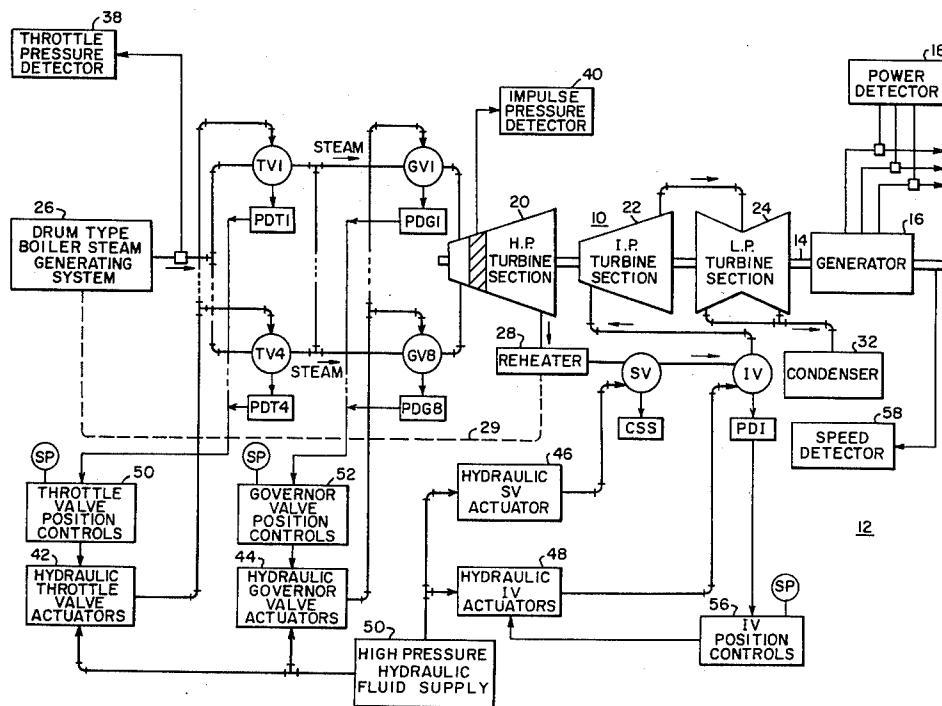 38
THROTTLE
PRESSURE
DETECTOR
40
IMPULSE
PRESSURE
DETECTOR
18
POWER
DETECTOR
STEAM
TV1
GV1
PDT1
PDG1
26
DRUM TYPE
BOILER STEAM
GENERATING
SYSTEM
20
H.P.
TURBINE
SECTION
10
22
I.P.
TURBINE
SECTION
24
L.P.
TURBINE
SECTION
14
16
GENERATOR
TV4
STEAM
GV8
PDT4
PDG8
28
REHEATER
SV
IV
CSS
PDI
32
CONDENSER
29
58
SPEED
DETECTOR
12
SP
50
THROTTLE
VALVE
POSITION
CONTROLS
SP
52
GOVERNOR
VALVE
POSITION
CONTROLS
46
HYDRAULIC
SV
ACTUATOR
42
HYDRAULIC
THROTTLE
VALVE
ACTUATORS
44
HYDRAULIC
GOVERNOR
VALVE
ACTUATORS
48
HYDRAULIC
IV
ACTUATORS
SP
56
IV
POSITION
CONTROLS
50
HIGH PRESSURE
HYDRAULIC
FLUID SUPPLY